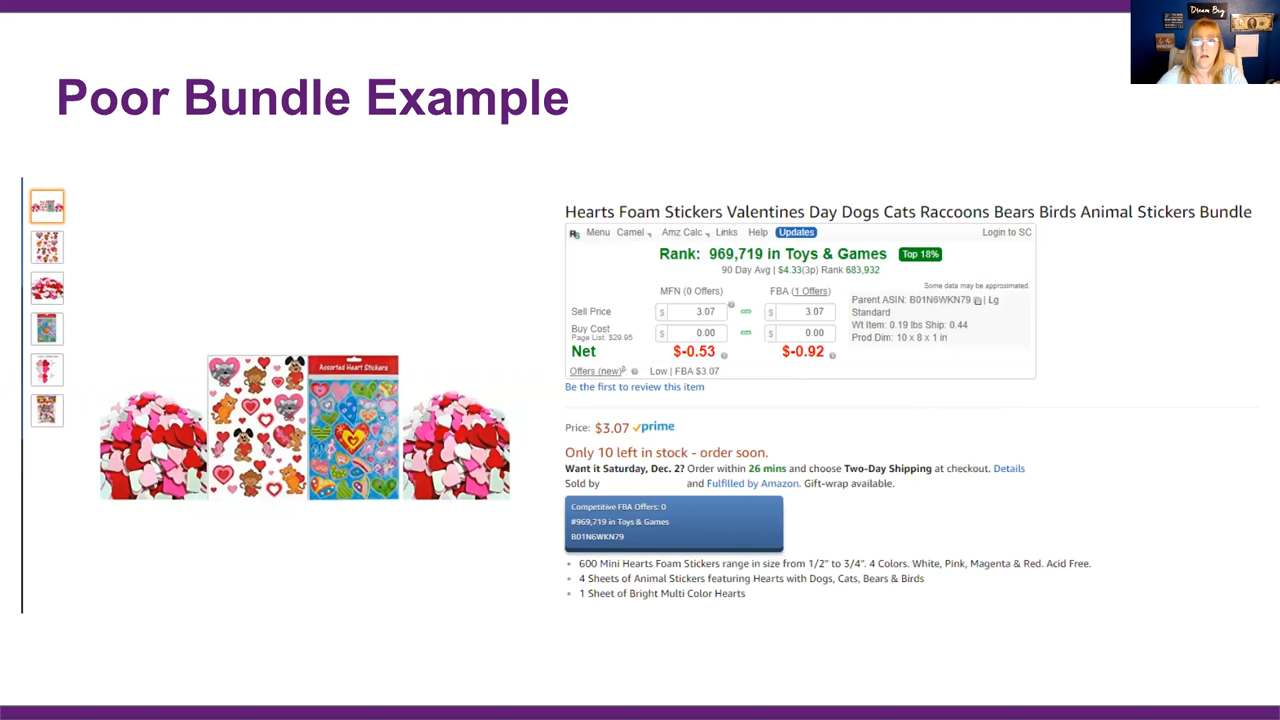 Dream Big
Poor Bundle Example
Hearts Foam Stickers Valentines Day Dogs Cats Raccoons Bears Birds Animal Stickers Bundle
Menu Camel Amz Calc Links Help Updates Login to SC
Rank: 969,719 in Toys & Games Top 18%
90 Day Avg | $4.33(3p) Rank 683,932
Some data may be approximated.
MFN (0 Offers) FBA (1 Offers)
Parent ASIN: B01N6WKN79 | Lg
Standard
Wt Item: 0.19 lbs Ship: 0.44
Prod Dim: 10 x 8 x 1 in
Sell Price $ 3.07 $ 3.07
Buy Cost $ 0.00 $ 0.00
Page List: $29.95
Net $-0.53 $-0.92
Offers (new) Low | FBA $3.07
Be the first to review this item
Assorted Heart Stickers
Price: $3.07 prime
Only 10 left in stock - order soon.
Want it Saturday, Dec. 2? Order within 26 mins and choose Two-Day Shipping at checkout. Details
Sold by and Fulfilled by Amazon. Gift-wrap available.
Competitive FBA Offers: 0
#969,719 in Toys & Games
B01N6WKN79
600 Mini Hearts Foam Stickers range in size from 1/2" to 3/4". 4 Colors. White, Pink, Magenta & Red. Acid Free.
4 Sheets of Animal Stickers featuring Hearts with Dogs, Cats, Bears & Birds
1 Sheet of Bright Multi Color Hearts